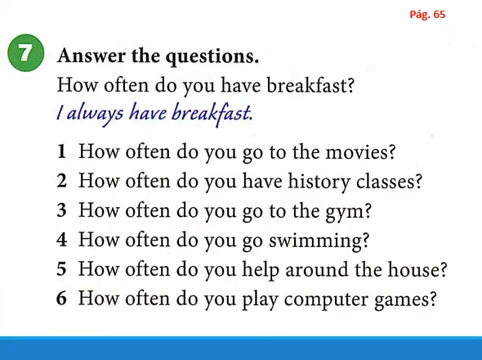 Pág. 65
7 Answer the questions.
How often do you have breakfast?
I always have breakfast.
1 How often do you go to the movies?
2 How often do you have history classes?
3 How often do you go to the gym?
4 How often do you go swimming?
5 How often do you help around the house?
6 How often do you play computer games?